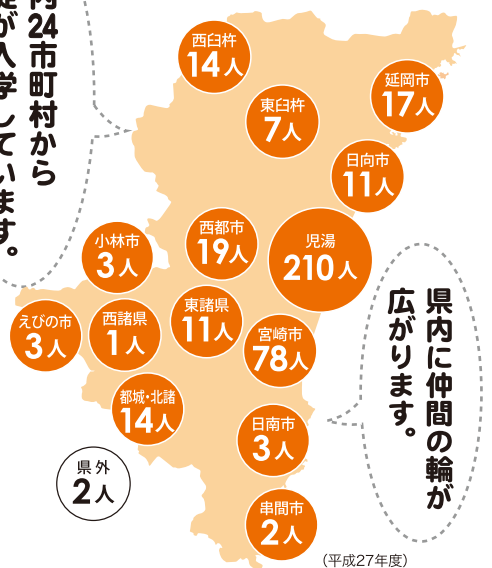 内24市町村から
徒が入学しています。
西臼杵
14人
延岡市
17人
東臼杵
7人
日向市
11人
西都市
19人
児湯
210人
小林市
3人
東諸県
11人
えびの市
3人
西諸県
1人
宮崎市
78人
都城・北諸
14人
日南市
3人
県外
2人
串間市
2人
県内に仲間の輪が
広がります。
(平成27年度)